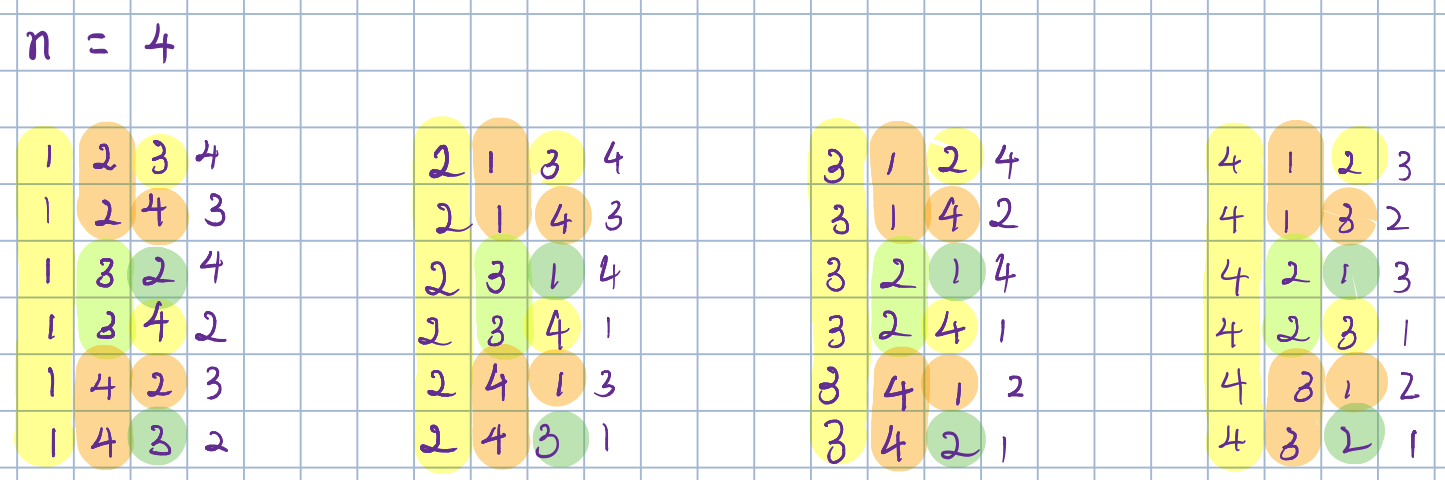 n = 4
1 2 3 4 2 1 3 4 3 1 2 4 4 1 2 3
1 2 4 3 2 1 4 3 3 1 4 2 4 1 3 2
1 3 2 4 2 3 1 4 3 2 1 4 4 2 1 3
1 3 4 2 2 3 4 1 3 2 4 1 4 2 3 1
1 4 2 3 2 4 1 3 3 4 1 2 4 3 1 2
1 4 3 2 2 4 3 1 3 4 2 1 4 3 2 1